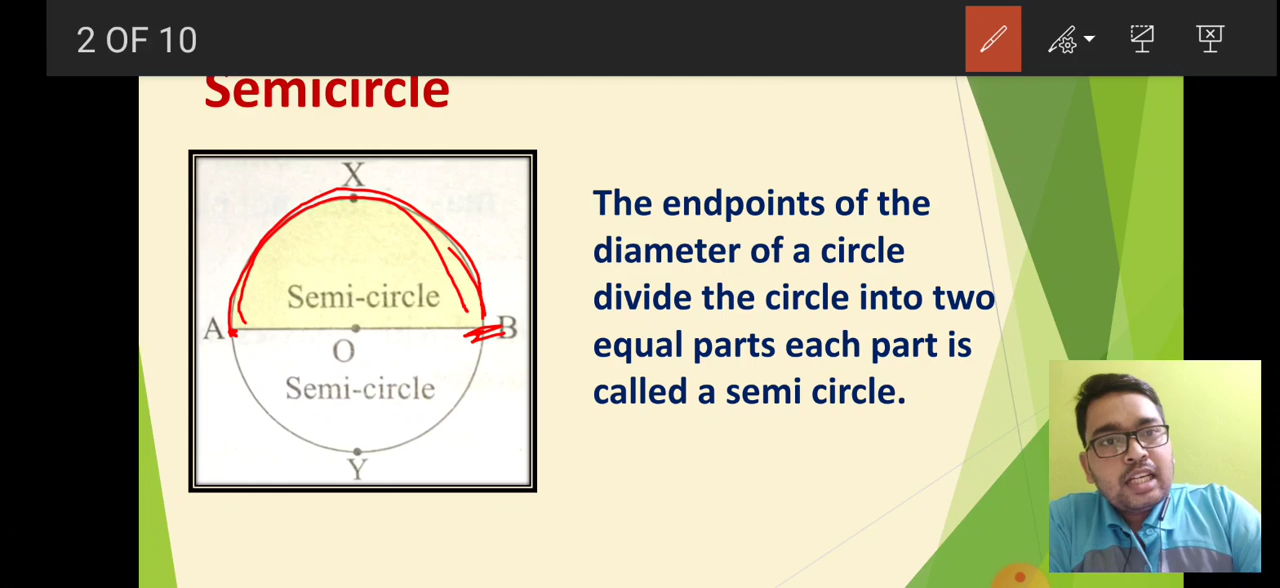 2 OF 10
Semicircle
X
Semi-circle
A
B
O
Semi-circle
Y
The endpoints of the
diameter of a circle
divide the circle into two
equal parts each part is
called a semi circle.